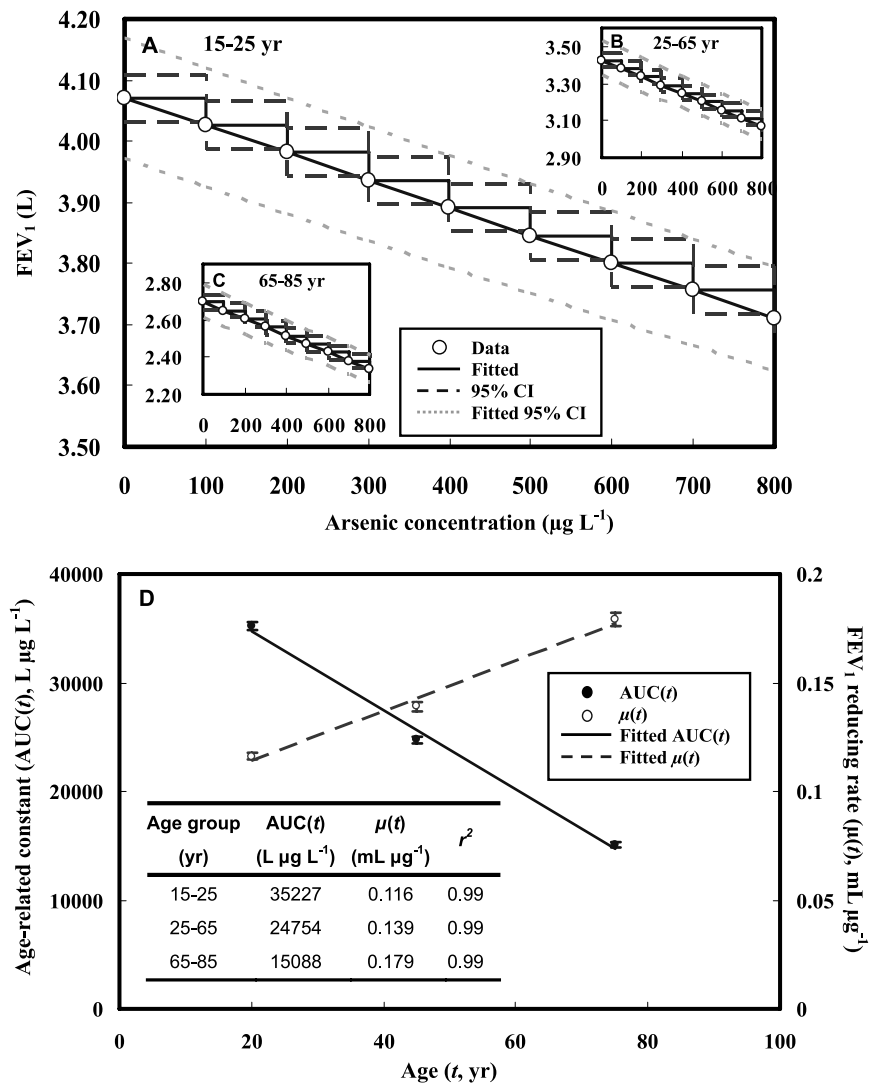 4.20
4.10
4.00
3.90
3.80
3.70
3.60
3.50
FEV₁ (L)
A 15-25 yr
B 25-65 yr
3.50
3.30
3.10
2.90
0 200 400 600 800
C 65-85 yr
2.80
2.60
2.40
2.20
0 200 400 600 800
Data
Fitted
95% CI
Fitted 95% CI
0 100 200 300 400 500 600 700 800
Arsenic concentration (µg L⁻¹)
D
40000
30000
20000
10000
0
Age-related constant (AUC(t), L µg L⁻¹)
0.2
0.15
0.1
0.05
0
FEV₁ reducing rate (µ(t), mL µg⁻¹)
AUC(t)
µ(t)
Fitted AUC(t)
Fitted µ(t)
Age group AUC(t) µ(t) r²
(yr) (L µg L⁻¹) (mL µg⁻¹)
15-25 35227 0.116 0.99
25-65 24754 0.139 0.99
65-85 15088 0.179 0.99
0 20 40 60 80 100
Age (t, yr)